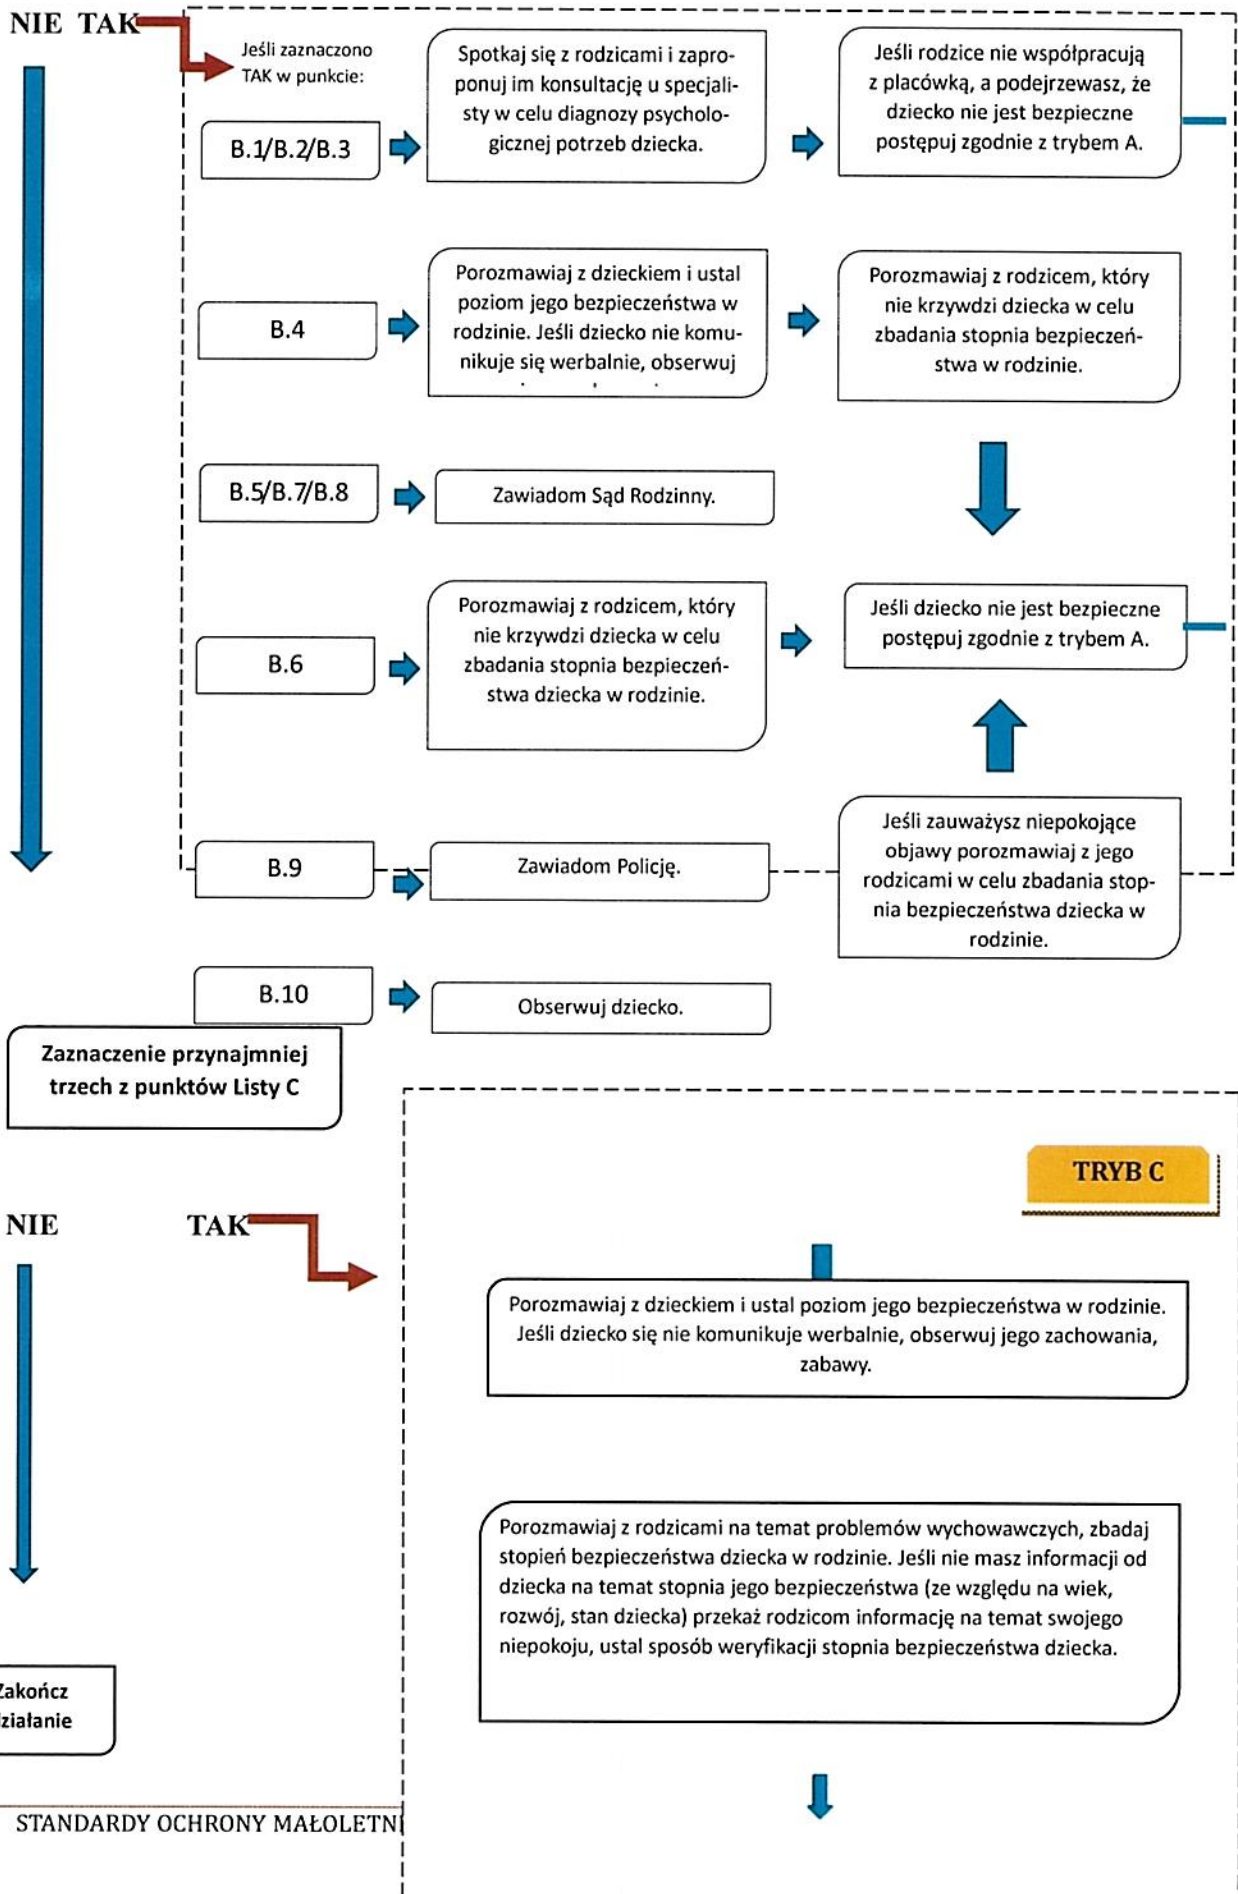 NIE TAK
Jeśli zaznaczono
TAK w punkcie:
B.1/B.2/B.3
Spotkaj się z rodzicami i zapro-
ponuj im konsultację u specjali-
sty w celu diagnozy psycholo-
gicznej potrzeb dziecka.
Jeśli rodzice nie współpracują
z placówką, a podejrzewasz, że
dziecko nie jest bezpieczne
postępuj zgodnie z trybem A.
B.4
Porozmawiaj z dzieckiem i ustal
poziom jego bezpieczeństwa w
rodzinie. Jeśli dziecko nie komu-
nikuje się werbalnie, obserwuj
Porozmawiaj z rodzicem, który
nie krzywdzi dziecka w celu
zbadania stopnia bezpieczeń-
stwa w rodzinie.
B.5/B.7/B.8
Zawiadom Sąd Rodzinny.
B.6
Porozmawiaj z rodzicem, który
nie krzywdzi dziecka w celu
zbadania stopnia bezpieczeń-
stwa dziecka w rodzinie.
Jeśli dziecko nie jest bezpieczne
postępuj zgodnie z trybem A.
B.9
Zawiadom Policję.
Jeśli zauważysz niepokojące
objawy porozmawiaj z jego
rodzicami w celu zbadania stop-
nia bezpieczeństwa dziecka w
rodzinie.
B.10
Obserwuj dziecko.
Zaznaczenie przynajmniej
trzech z punktów Listy C
TRYB C
NIE TAK
Porozmawiaj z dzieckiem i ustal poziom jego bezpieczeństwa w rodzinie.
Jeśli dziecko się nie komunikuje werbalnie, obserwuj jego zachowania,
zabawy.
Porozmawiaj z rodzicami na temat problemów wychowawczych, zbadaj
stopień bezpieczeństwa dziecka w rodzinie. Jeśli nie masz informacji od
dziecka na temat stopnia jego bezpieczeństwa (ze względu na wiek,
rozwój, stan dziecka) przekaż rodzicom informację na temat swojego
niepokoju, ustal sposób weryfikacji stopnia bezpieczeństwa dziecka.
Zakończ
działanie
STANDARDY OCHRONY MAŁOLETNI